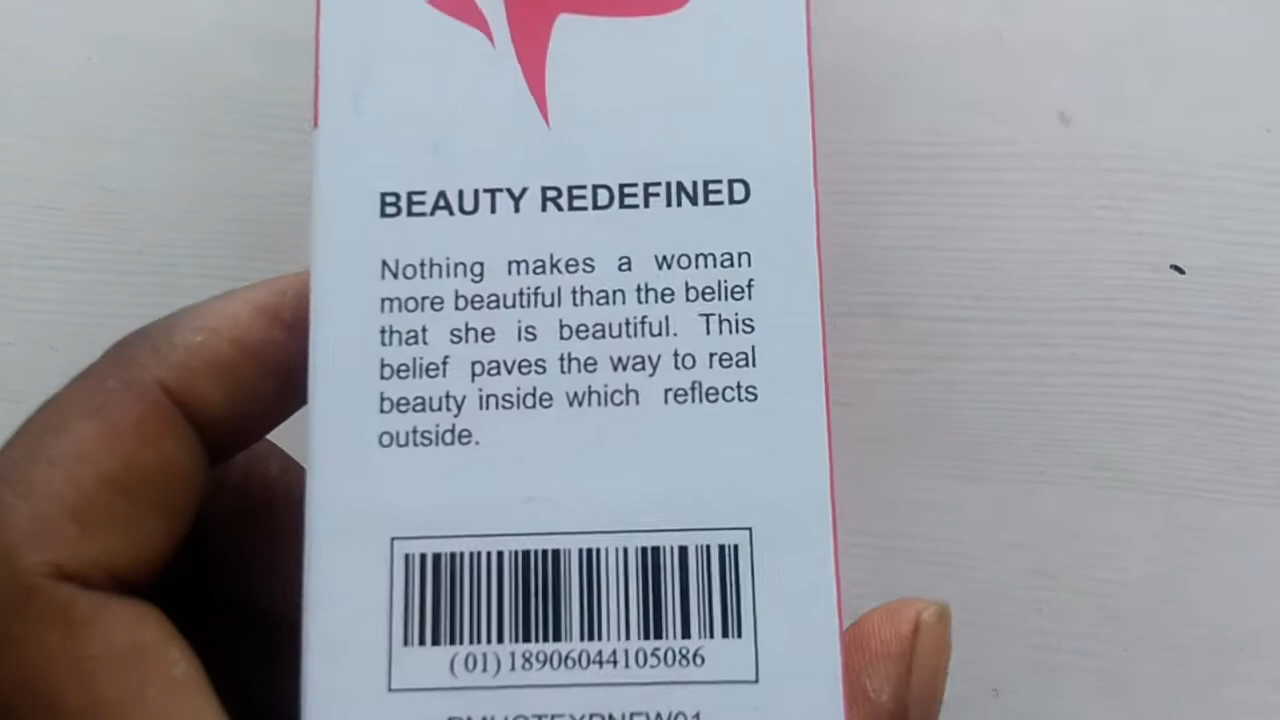 BEAUTY REDEFINED
Nothing makes a woman
more beautiful than the belief
that she is beautiful. This
belief paves the way to real
beauty inside which reflects
outside.
(01)18906044105086